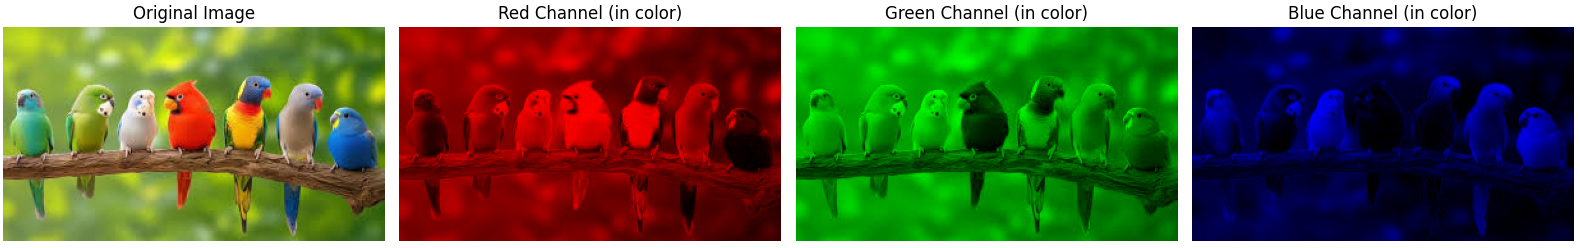 Original Image
Red Channel (in color)
Green Channel (in color)
Blue Channel (in color)